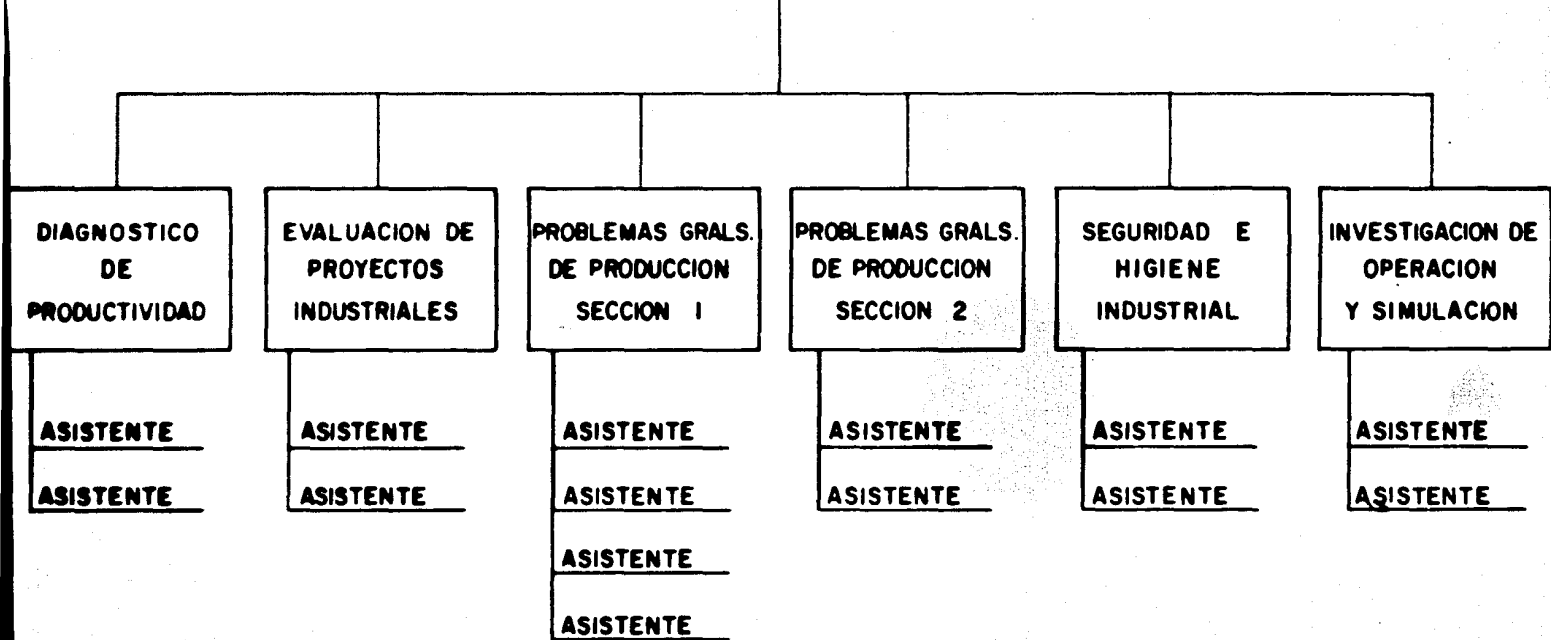 DIAGNOSTICO
DE
PRODUCTIVIDAD
ASISTENTE
ASISTENTE
EVALUACION DE
PROYECTOS
INDUSTRIALES
ASISTENTE
ASISTENTE
PROBLEMAS GRALS.
DE PRODUCCION
SECCION 1
ASISTENTE
ASISTENTE
ASISTENTE
ASISTENTE
PROBLEMAS GRALS.
DE PRODUCCION
SECCION 2
ASISTENTE
ASISTENTE
SEGURIDAD E
HIGIENE
INDUSTRIAL
ASISTENTE
ASISTENTE
INVESTIGACION DE
OPERACION
Y SIMULACION
ASISTENTE
ASISTENTE